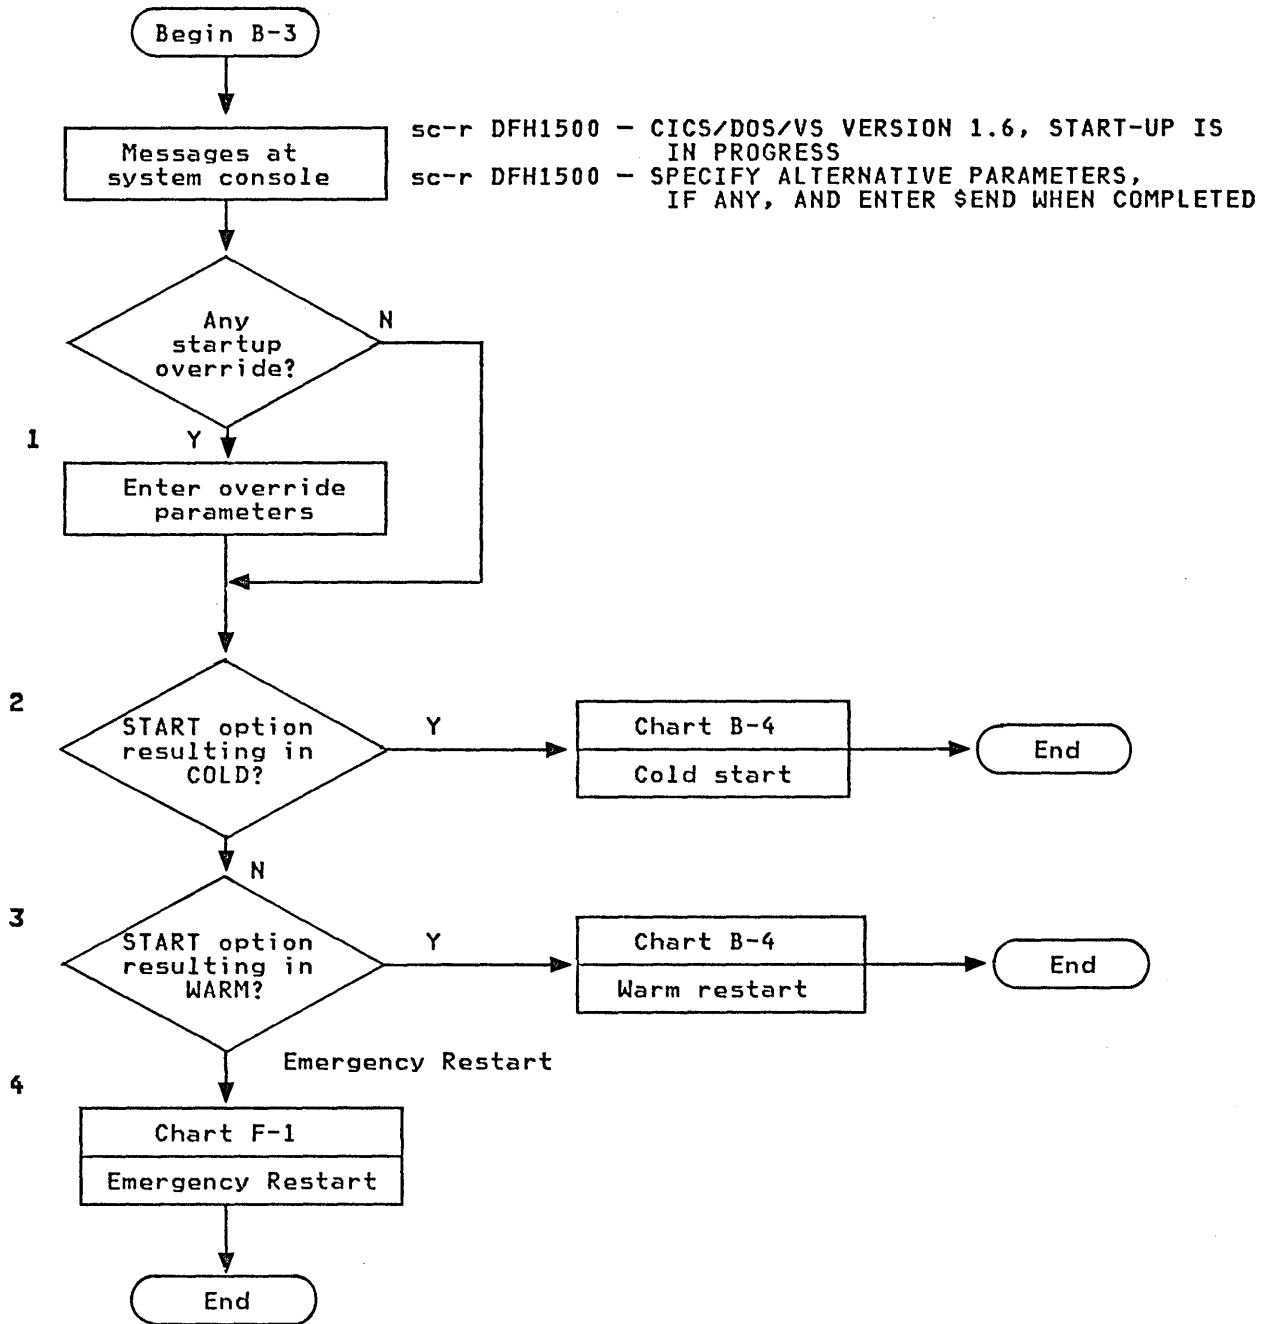 Begin B-3
Messages at
system console
sc-r DFH1500 — CICS/DOS/VS VERSION 1.6, START-UP IS
IN PROGRESS
sc-r DFH1500 — SPECIFY ALTERNATIVE PARAMETERS,
IF ANY, AND ENTER $END WHEN COMPLETED
Any
startup
override?
N
1
Y
Enter override
parameters
2
START option
resulting in
COLD?
Y
Chart B-4
Cold start
End
N
3
START option
resulting in
WARM?
Y
Chart B-4
Warm restart
End
Emergency Restart
4
Chart F-1
Emergency Restart
End